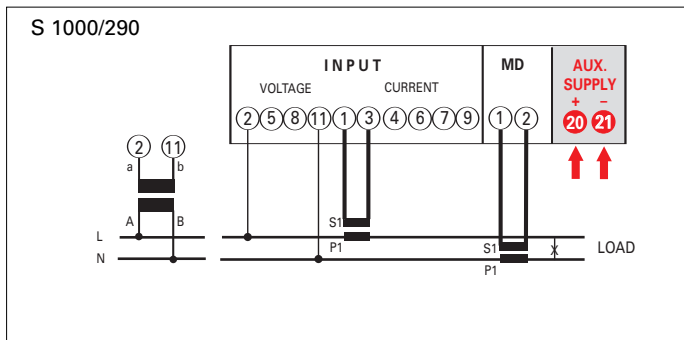 S 1000/290
INPUT
MD
AUX.
SUPPLY
VOLTAGE
CURRENT
+ −
2 5 8 11 1 3 4 6 7 9
1 2
20 21
2 11
a b
A B
S1
P1
L
N
S1
P1
X
LOAD